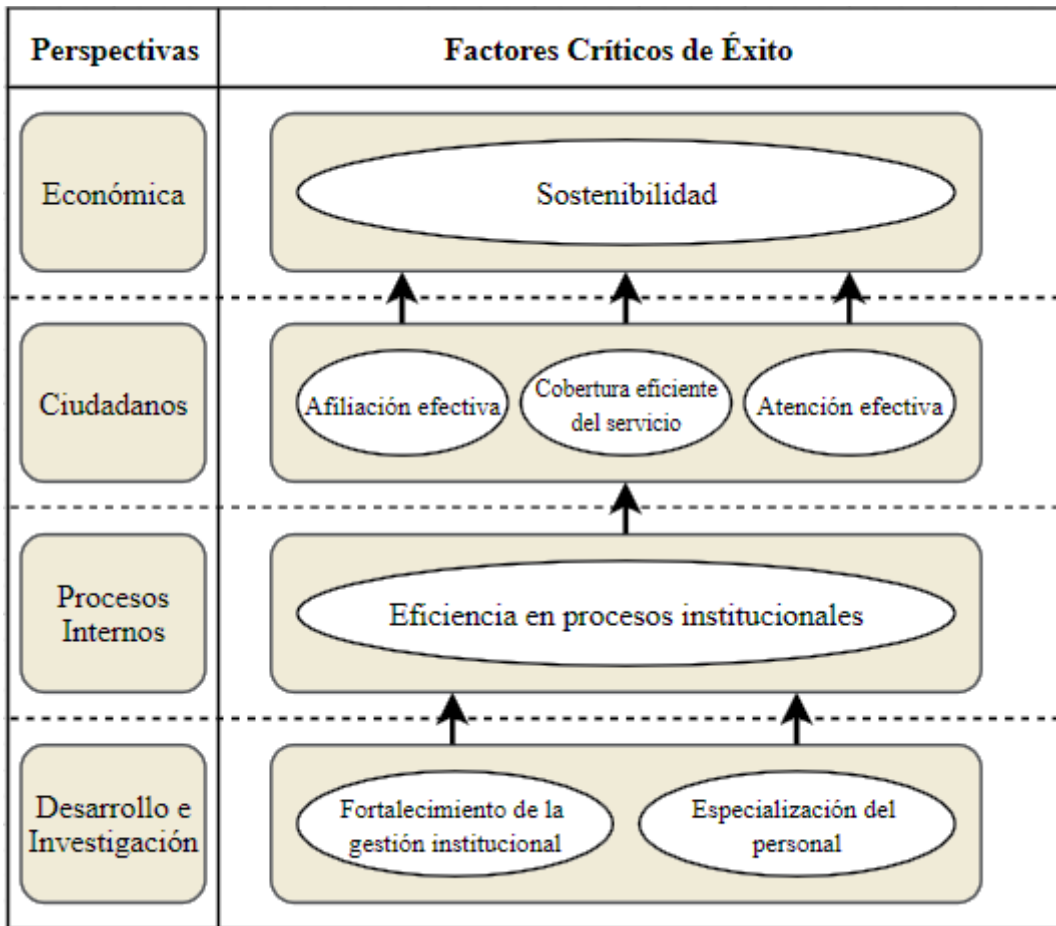 Perspectivas
Factores Críticos de Éxito
Económica
Sostenibilidad
Ciudadanos
Afiliación efectiva
Cobertura eficiente
del servicio
Atención efectiva
Procesos
Internos
Eficiencia en procesos institucionales
Desarrollo e
Investigación
Fortalecimiento de la
gestión institucional
Especialización del
personal